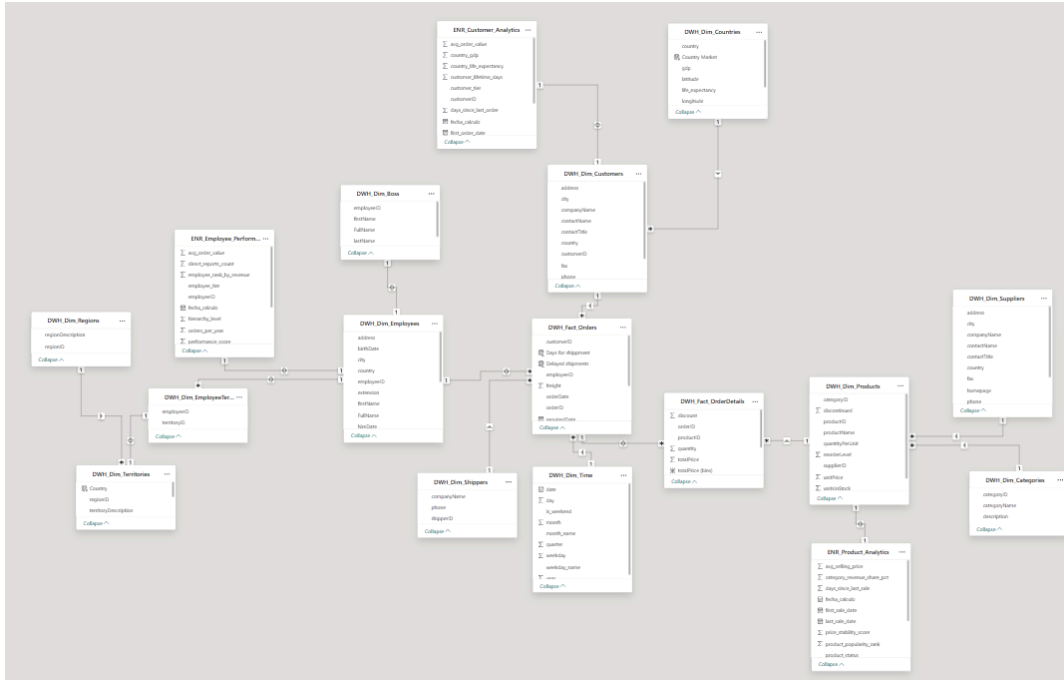 ENR_Customer_Analytics
avg_order_value
country_gdp
country_life_expectancy
customer_lifetime_days
customer_tier
customerID
days_since_last_order
fecha_calculo
first_order_date
Collapse
DWH_Dim_Countries
country
Country Market
gdp
latitude
life_expectancy
longitude
Collapse
DWH_Dim_Customers
address
city
companyName
contactName
contactTitle
country
customerID
fax
phone
Collapse
DWH_Dim_Boss
employeeID
firstName
FullName
lastName
Collapse
ENR_Employee_Perform...
avg_order_value
direct_reports_count
employee_rank_by_revenue
employee_tier
employeeID
fecha_calculo
hierarchy_level
orders_per_year
performance_score
Collapse
DWH_Dim_Regions
regionDescription
regionID
Collapse
DWH_Dim_Employees
address
birthDate
city
country
employeeID
extension
firstName
FullName
hireDate
Collapse
DWH_Fact_Orders
customerID
Days for shippment
Delayed shipments
employeeID
freight
orderDate
orderID
requiredDate
Collapse
DWH_Dim_Suppliers
address
city
companyName
contactName
contactTitle
country
fax
homepage
phone
Collapse
DWH_Dim_EmployeeTer...
employeeID
territoryID
Collapse
DWH_Fact_OrderDetails
discount
orderID
productID
quantity
totalPrice
totalPrice (bins)
Collapse
DWH_Dim_Products
categoryID
discontinued
productID
productName
quantityPerUnit
reorderLevel
supplierID
unitPrice
unitsInStock
Collapse
DWH_Dim_Territories
Country
regionID
territoryDescription
Collapse
DWH_Dim_Shippers
companyName
phone
shipperID
Collapse
DWH_Dim_Time
date
day
is_weekend
month
month_name
quarter
weekday
weekday_name
year
Collapse
DWH_Dim_Categories
categoryID
categoryName
description
Collapse
ENR_Product_Analytics
avg_selling_price
category_revenue_share_pct
days_since_last_sale
fecha_calculo
first_sale_date
last_sale_date
price_stability_score
product_popularity_rank
product_status
Collapse